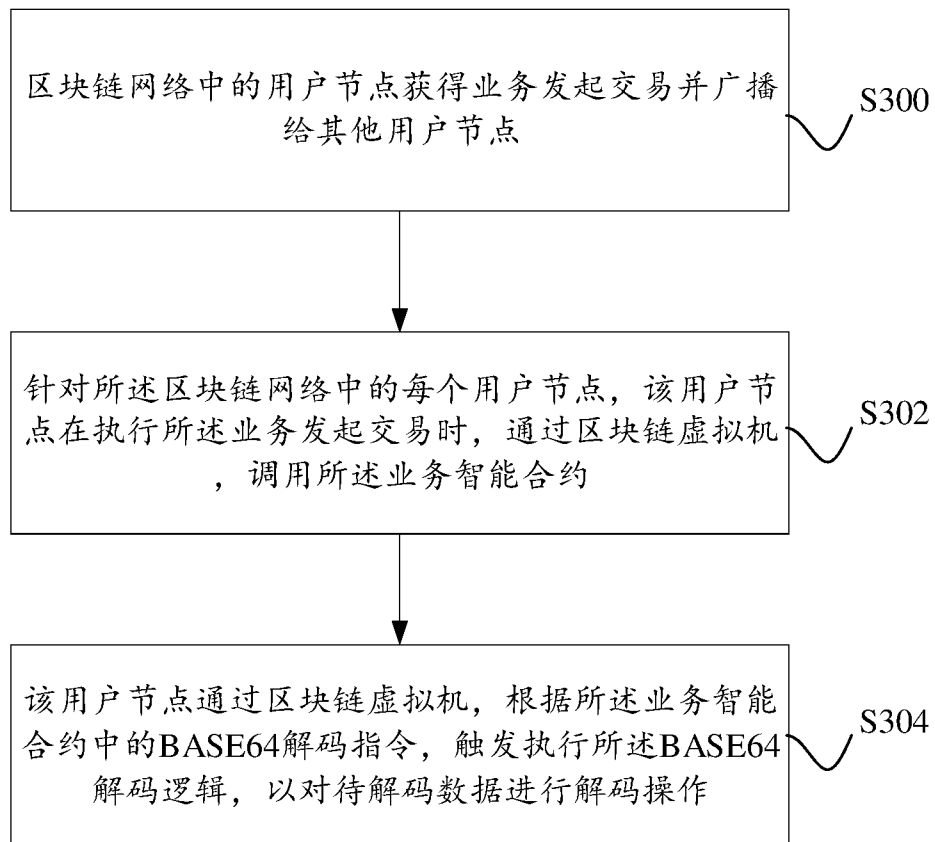 区块链网络中的用户节点获得业务发起交易并广播
给其他用户节点
S300
针对所述区块链网络中的每个用户节点，该用户节
点在执行所述业务发起交易时，通过区块链虚拟机
，调用所述业务智能合约
S302
该用户节点通过区块链虚拟机，根据所述业务智能
合约中的BASE64解码指令，触发执行所述BASE64
解码逻辑，以对待解码数据进行解码操作
S304